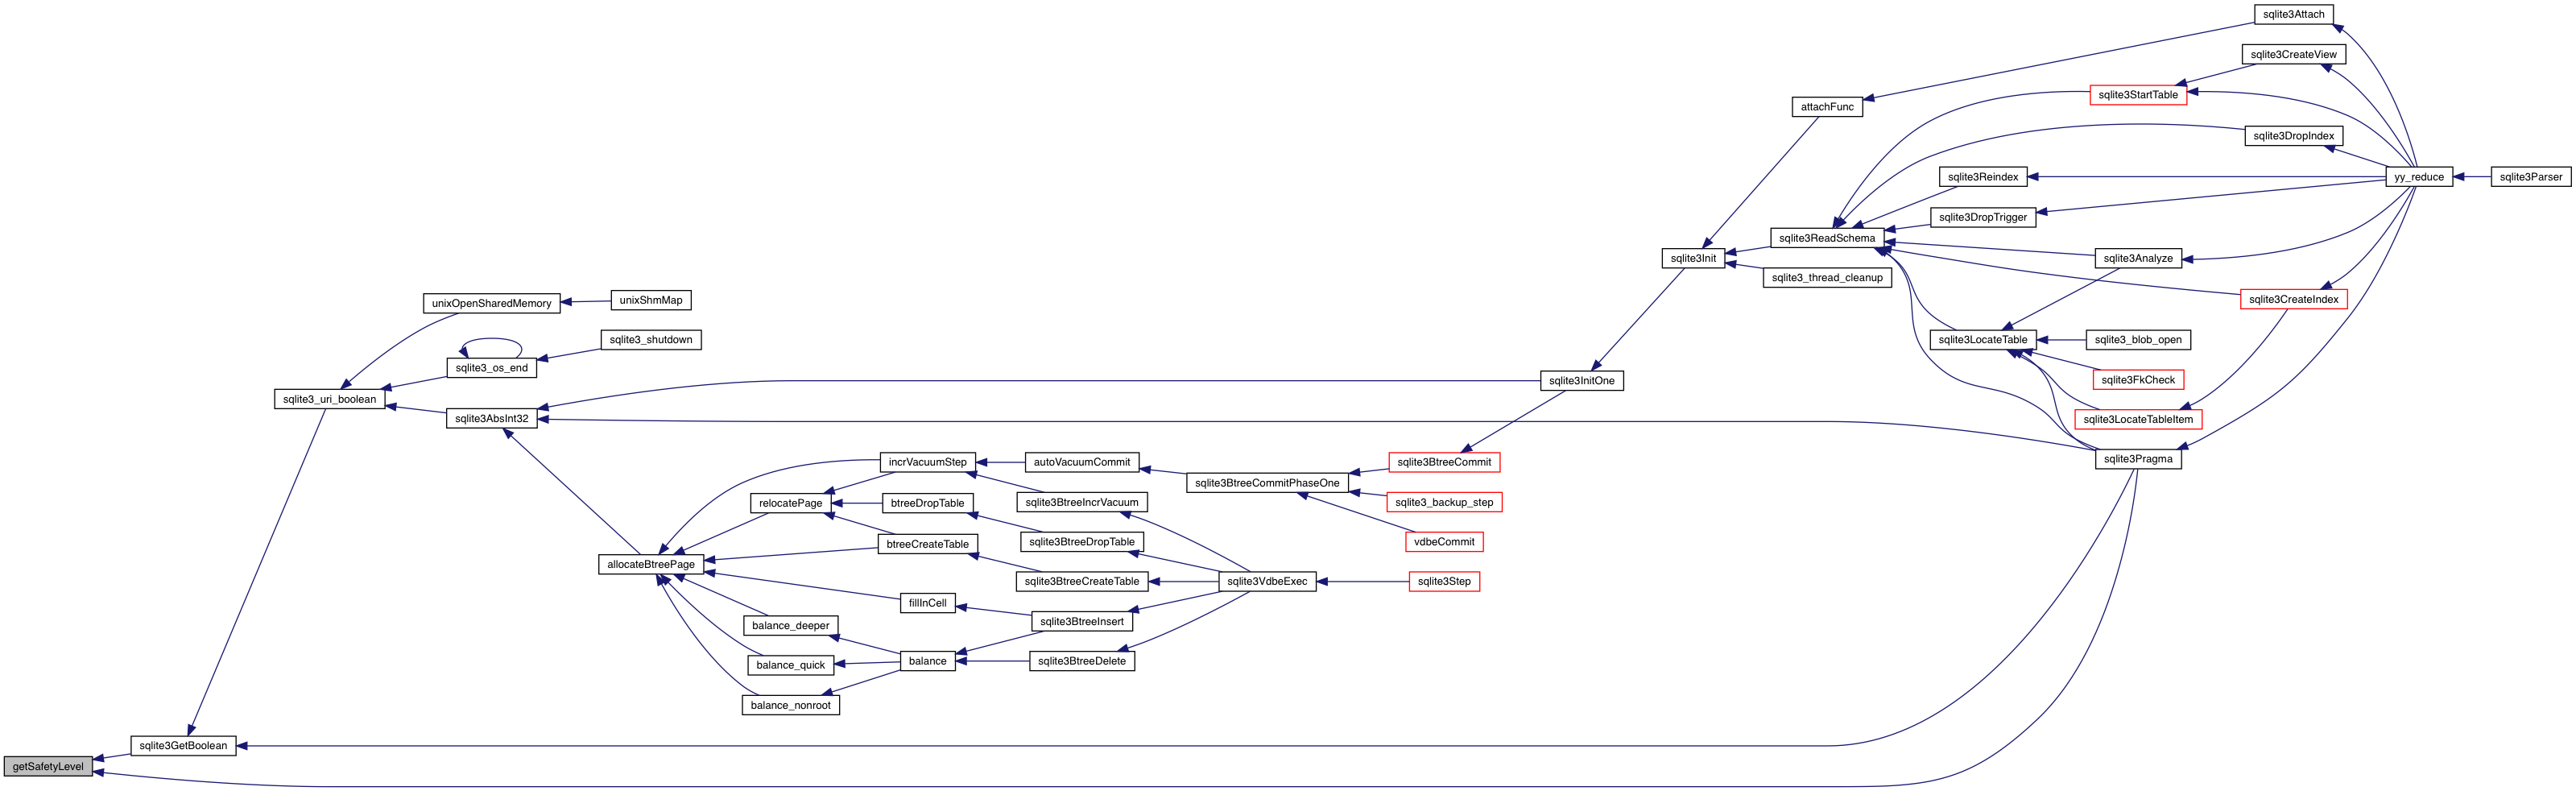 sqlite3Attach
sqlite3CreateView
sqlite3StartTable
attachFunc
sqlite3DropIndex
sqlite3Reindex
yy_reduce
sqlite3Parser
sqlite3DropTrigger
sqlite3ReadSchema
sqlite3Init
sqlite3Analyze
sqlite3_thread_cleanup
unixOpenSharedMemory
unixShmMap
sqlite3CreateIndex
sqlite3_shutdown
sqlite3LocateTable
sqlite3_blob_open
sqlite3_os_end
sqlite3InitOne
sqlite3FkCheck
sqlite3_uri_boolean
sqlite3AbsInt32
sqlite3LocateTableItem
incrVacuumStep
autoVacuumCommit
sqlite3BtreeCommit
sqlite3Pragma
sqlite3BtreeCommitPhaseOne
relocatePage
btreeDropTable
sqlite3BtreeIncrVacuum
sqlite3_backup_step
btreeCreateTable
sqlite3BtreeDropTable
vdbeCommit
allocateBtreePage
sqlite3BtreeCreateTable
sqlite3VdbeExec
sqlite3Step
fillInCell
balance_deeper
sqlite3BtreeInsert
balance_quick
balance
sqlite3BtreeDelete
balance_nonroot
sqlite3GetBoolean
getSafetyLevel